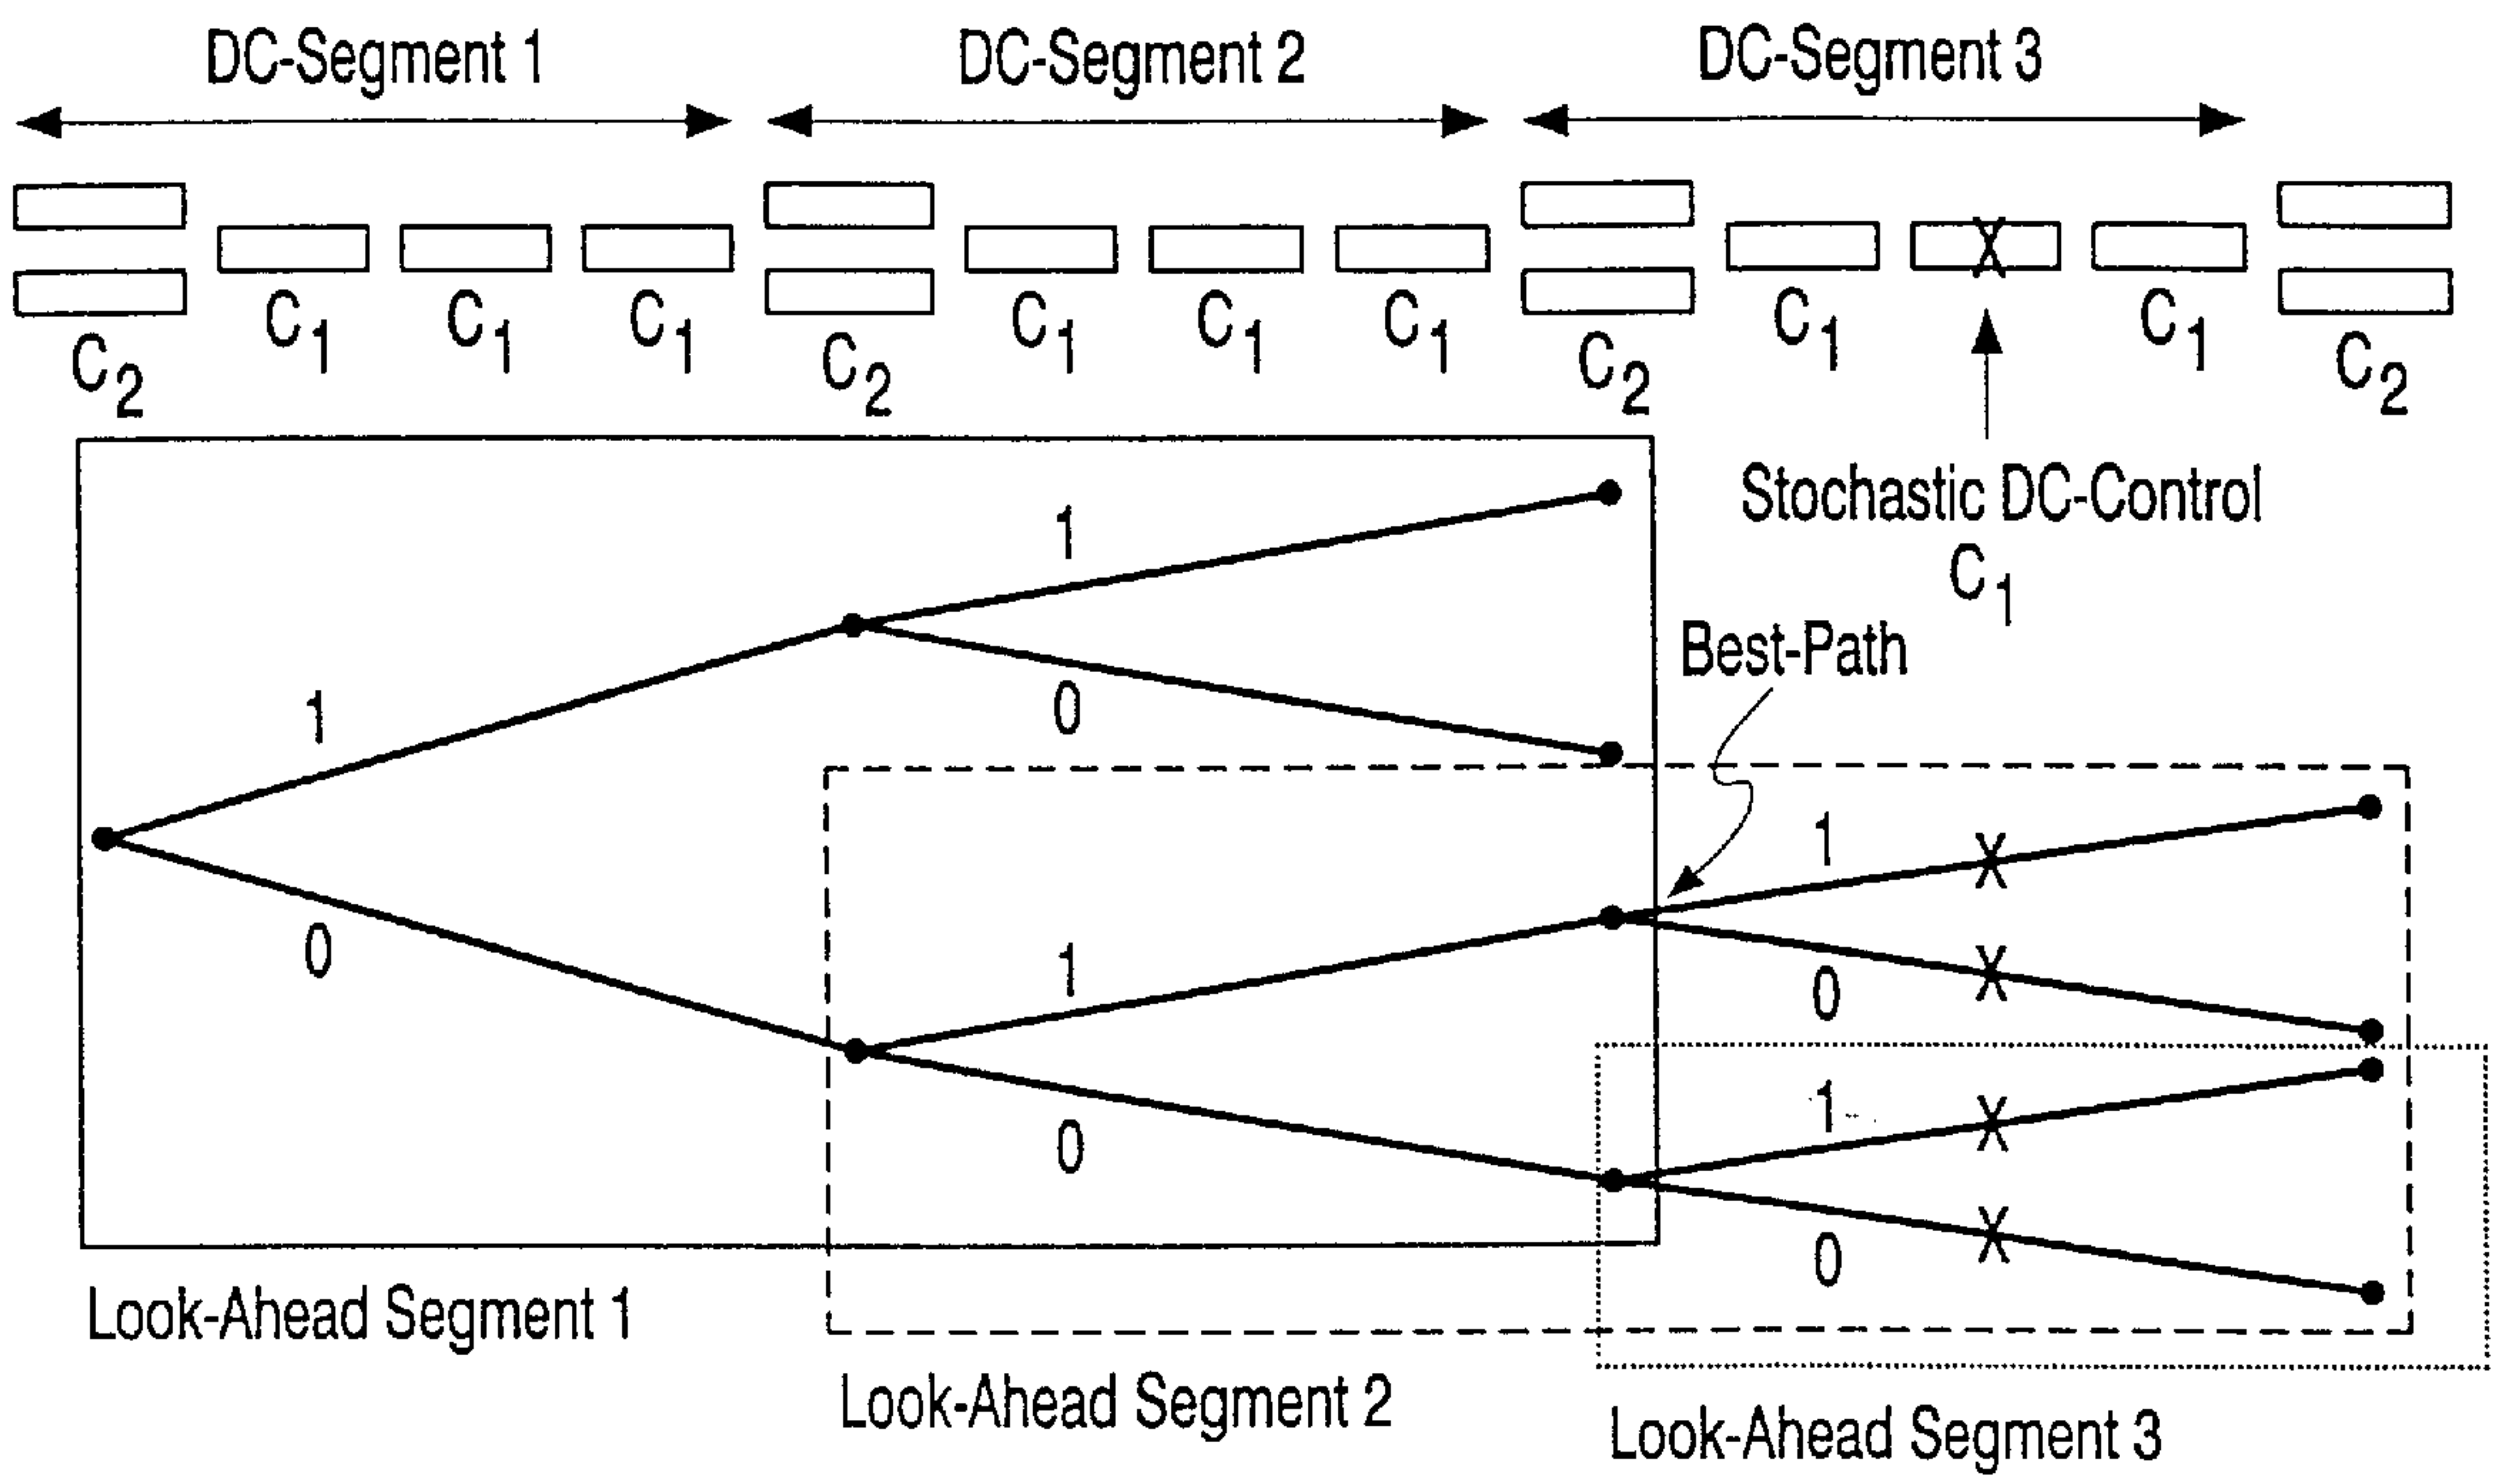 DC-Segment 1 DC-Segment 2 DC-Segment 3
C2 C1 C1 C1 C2 C1 C1 C1 C2 C1 X C1 C2
Stochastic DC-Control
C1
Best-Path
1
0
1
0
1
0
1 X
0 X
1 X
0 X
Look-Ahead Segment 1
Look-Ahead Segment 2
Look-Ahead Segment 3